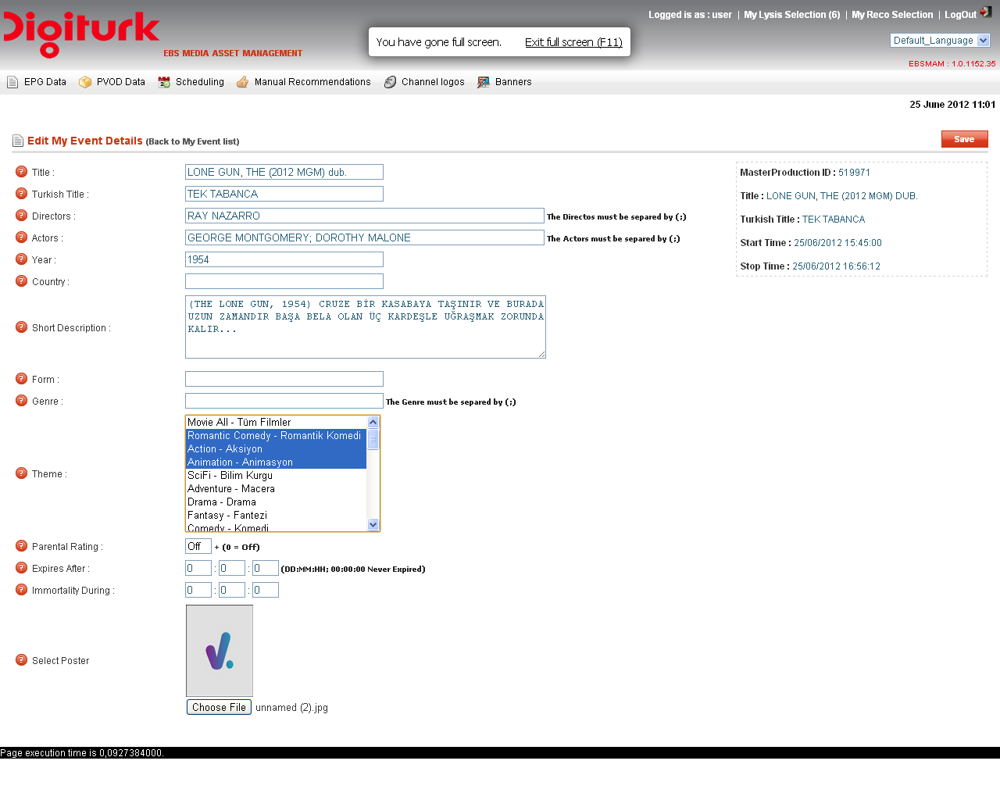 Digiturk
EBS MEDIA ASSET MANAGEMENT
You have gone full screen. Exit full screen (F11)
Logged is as : user | My Lysis Selection (6) | My Reco Selection | LogOut
Default_Language
EBSMAM : 1.0.1152.35
EPG Data PVOD Data Scheduling Manual Recommendations Channel logos Banners
25 June 2012 11:01
Edit My Event Details (Back to My Event list)
Save
Title : LONE GUN, THE (2012 MGM) dub.
Turkish Title : TEK TABANCA
Directors : RAY NAZARRO The Directos must be separed by (;)
Actors : GEORGE MONTGOMERY; DOROTHY MALONE The Actors must be separed by (;)
Year : 1954
Country :
Short Description :
(THE LONE GUN, 1954) CRUZE BİR KASABAYA TAŞINIR VE BURADA
UZUN ZAMANDIR BAŞA BELA OLAN ÜÇ KARDEŞLE UĞRAŞMAK ZORUNDA
KALIR...
Form :
Genre : The Genre must be separed by (;)
Theme :
Movie All - Tüm Filmler
Romantic Comedy - Romantik Komedi
Action - Aksiyon
Animation - Animasyon
SciFi - Bilim Kurgu
Adventure - Macera
Drama - Drama
Fantasy - Fantezi
Comedy - Komedi
Parental Rating : Off + (0 = Off)
Expires After : 0 : 0 : 0 (DD:MM:HH; 00:00:00 Never Expired)
Immortality During : 0 : 0 : 0
Select Poster
Choose File unnamed (2).jpg
MasterProduction ID : 519971
Title : LONE GUN, THE (2012 MGM) DUB.
Turkish Title : TEK TABANCA
Start Time : 25/06/2012 15:45:00
Stop Time : 25/06/2012 16:56:12
Page execution time is 0,0927384000.